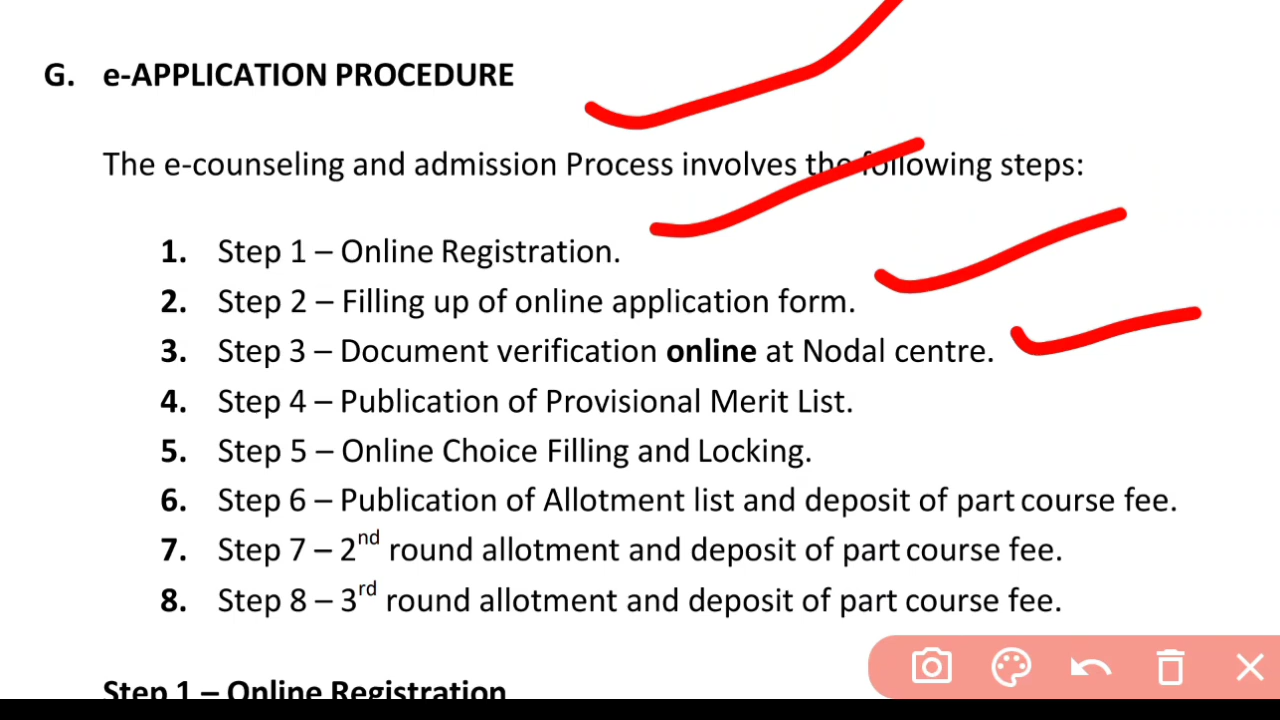 G. e-APPLICATION PROCEDURE
The e-counseling and admission Process involves the following steps:
1. Step 1 – Online Registration.
2. Step 2 – Filling up of online application form.
3. Step 3 – Document verification online at Nodal centre.
4. Step 4 – Publication of Provisional Merit List.
5. Step 5 – Online Choice Filling and Locking.
6. Step 6 – Publication of Allotment list and deposit of part course fee.
7. Step 7 – 2nd round allotment and deposit of part course fee.
8. Step 8 – 3rd round allotment and deposit of part course fee.
Step 1 – Online Registration